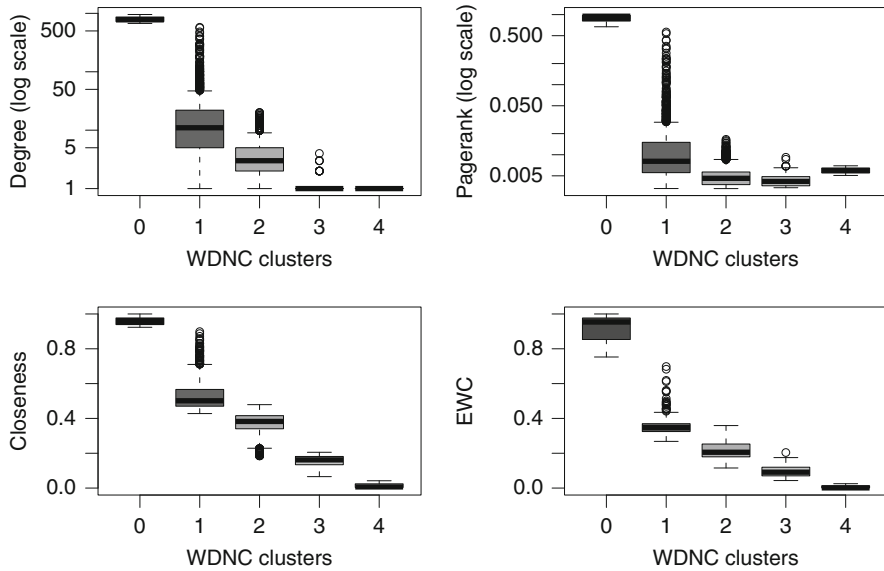 Degree (log scale)
500
50
5
1
0 1 2 3 4
WDNC clusters
Pagerank (log scale)
0.500
0.050
0.005
0 1 2 3 4
WDNC clusters
Closeness
0.8
0.4
0.0
0 1 2 3 4
WDNC clusters
EWC
0.8
0.4
0.0
0 1 2 3 4
WDNC clusters